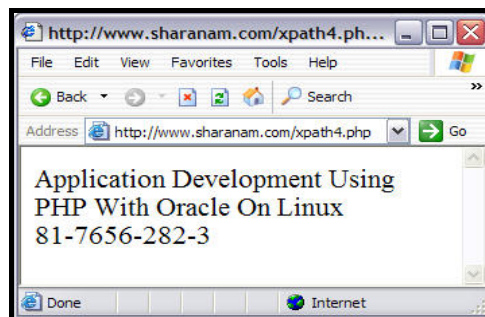 http://www.sharanam.com/xpath4.ph...
File Edit View Favorites Tools Help
Back Search
Address http://www.sharanam.com/xpath4.php Go
Application Development Using
PHP With Oracle On Linux
81-7656-282-3
Done Internet